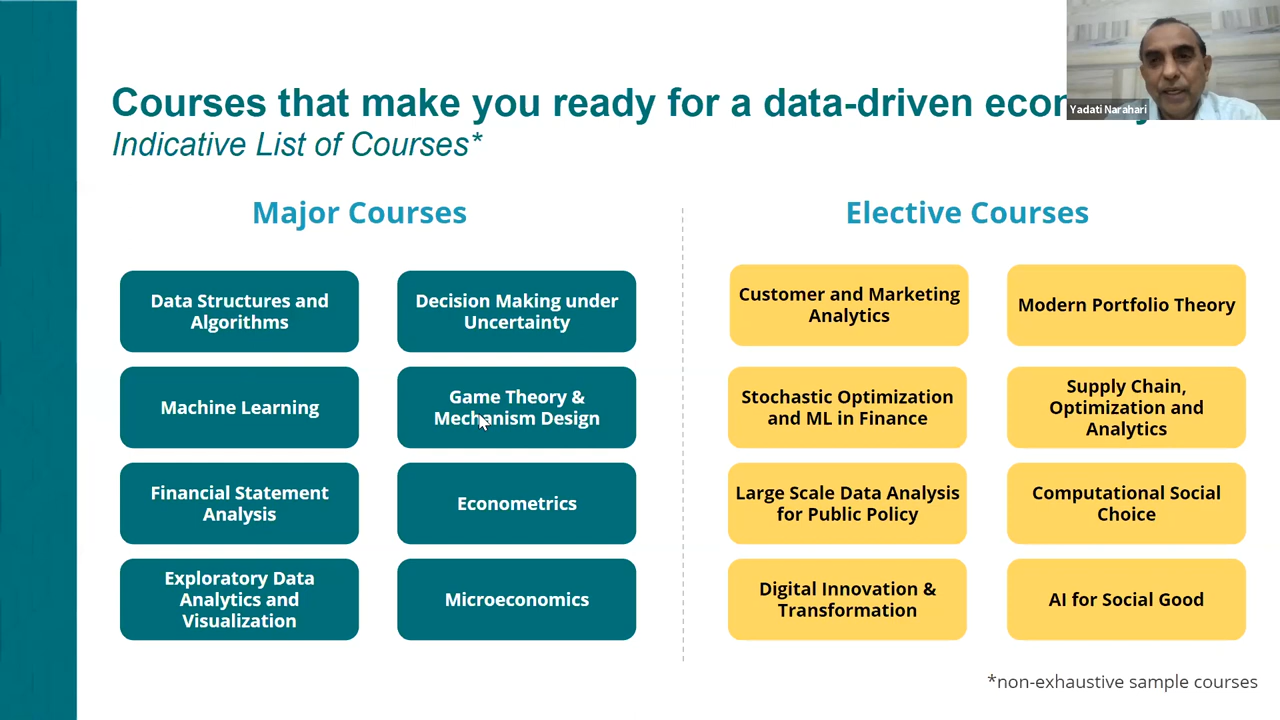 Courses that make you ready for a data-driven
Indicative List of Courses*
Yadati Narahari
Major Courses
Data Structures and
Algorithms
Decision Making under
Uncertainty
Machine Learning
Game Theory &
Mechanism Design
Financial Statement
Analysis
Econometrics
Exploratory Data
Analytics and
Visualization
Microeconomics
Elective Courses
Customer and Marketing
Analytics
Modern Portfolio Theory
Stochastic Optimization
and ML in Finance
Supply Chain,
Optimization and
Analytics
Large Scale Data Analysis
for Public Policy
Computational Social
Choice
Digital Innovation &
Transformation
AI for Social Good
*non-exhaustive sample courses